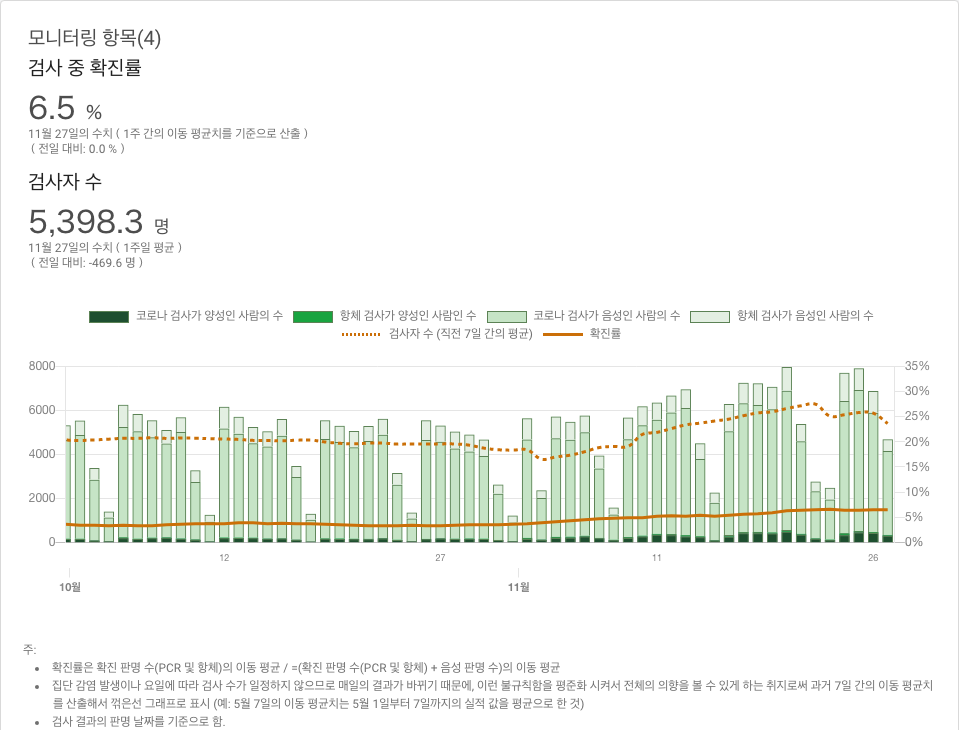 모니터링 항목(4)
검사 중 확진률
6.5 %
11월 27일의 수치 ( 1주 간의 이동 평균치를 기준으로 산출 )
( 전일 대비: 0.0 % )
검사자 수
5,398.3 명
11월 27일의 수치 ( 1주일 평균 )
( 전일 대비: -469.6 명 )
코로나 검사가 양성인 사람의 수 항체 검사가 양성인 사람인 수 코로나 검사가 음성인 사람의 수 항체 검사가 음성인 사람의 수
검사자 수 (직전 7일 간의 평균) 확진률
8000 35%
30%
6000 25%
20%
4000 15%
2000 10%
5%
0 0%
12 27 11 26
10월 11월
주:
확진률은 확진 판명 수(PCR 및 항체)의 이동 평균 / =(확진 판명 수(PCR 및 항체) + 음성 판명 수)의 이동 평균
집단 감염 발생이나 요일에 따라 검사 수가 일정하지 않으므로 매일의 결과가 바뀌기 때문에, 이런 불규칙함을 평준화 시켜서 전체의 의향을 볼 수 있게 하는 취지로써 과거 7일 간의 이동 평균치
를 산출해서 꺾은선 그래프로 표시 (예: 5월 7일의 이동 평균치는 5월 1일부터 7일까지의 실적 값을 평균으로 한 것)
검사 결과의 판명 날짜를 기준으로 함.